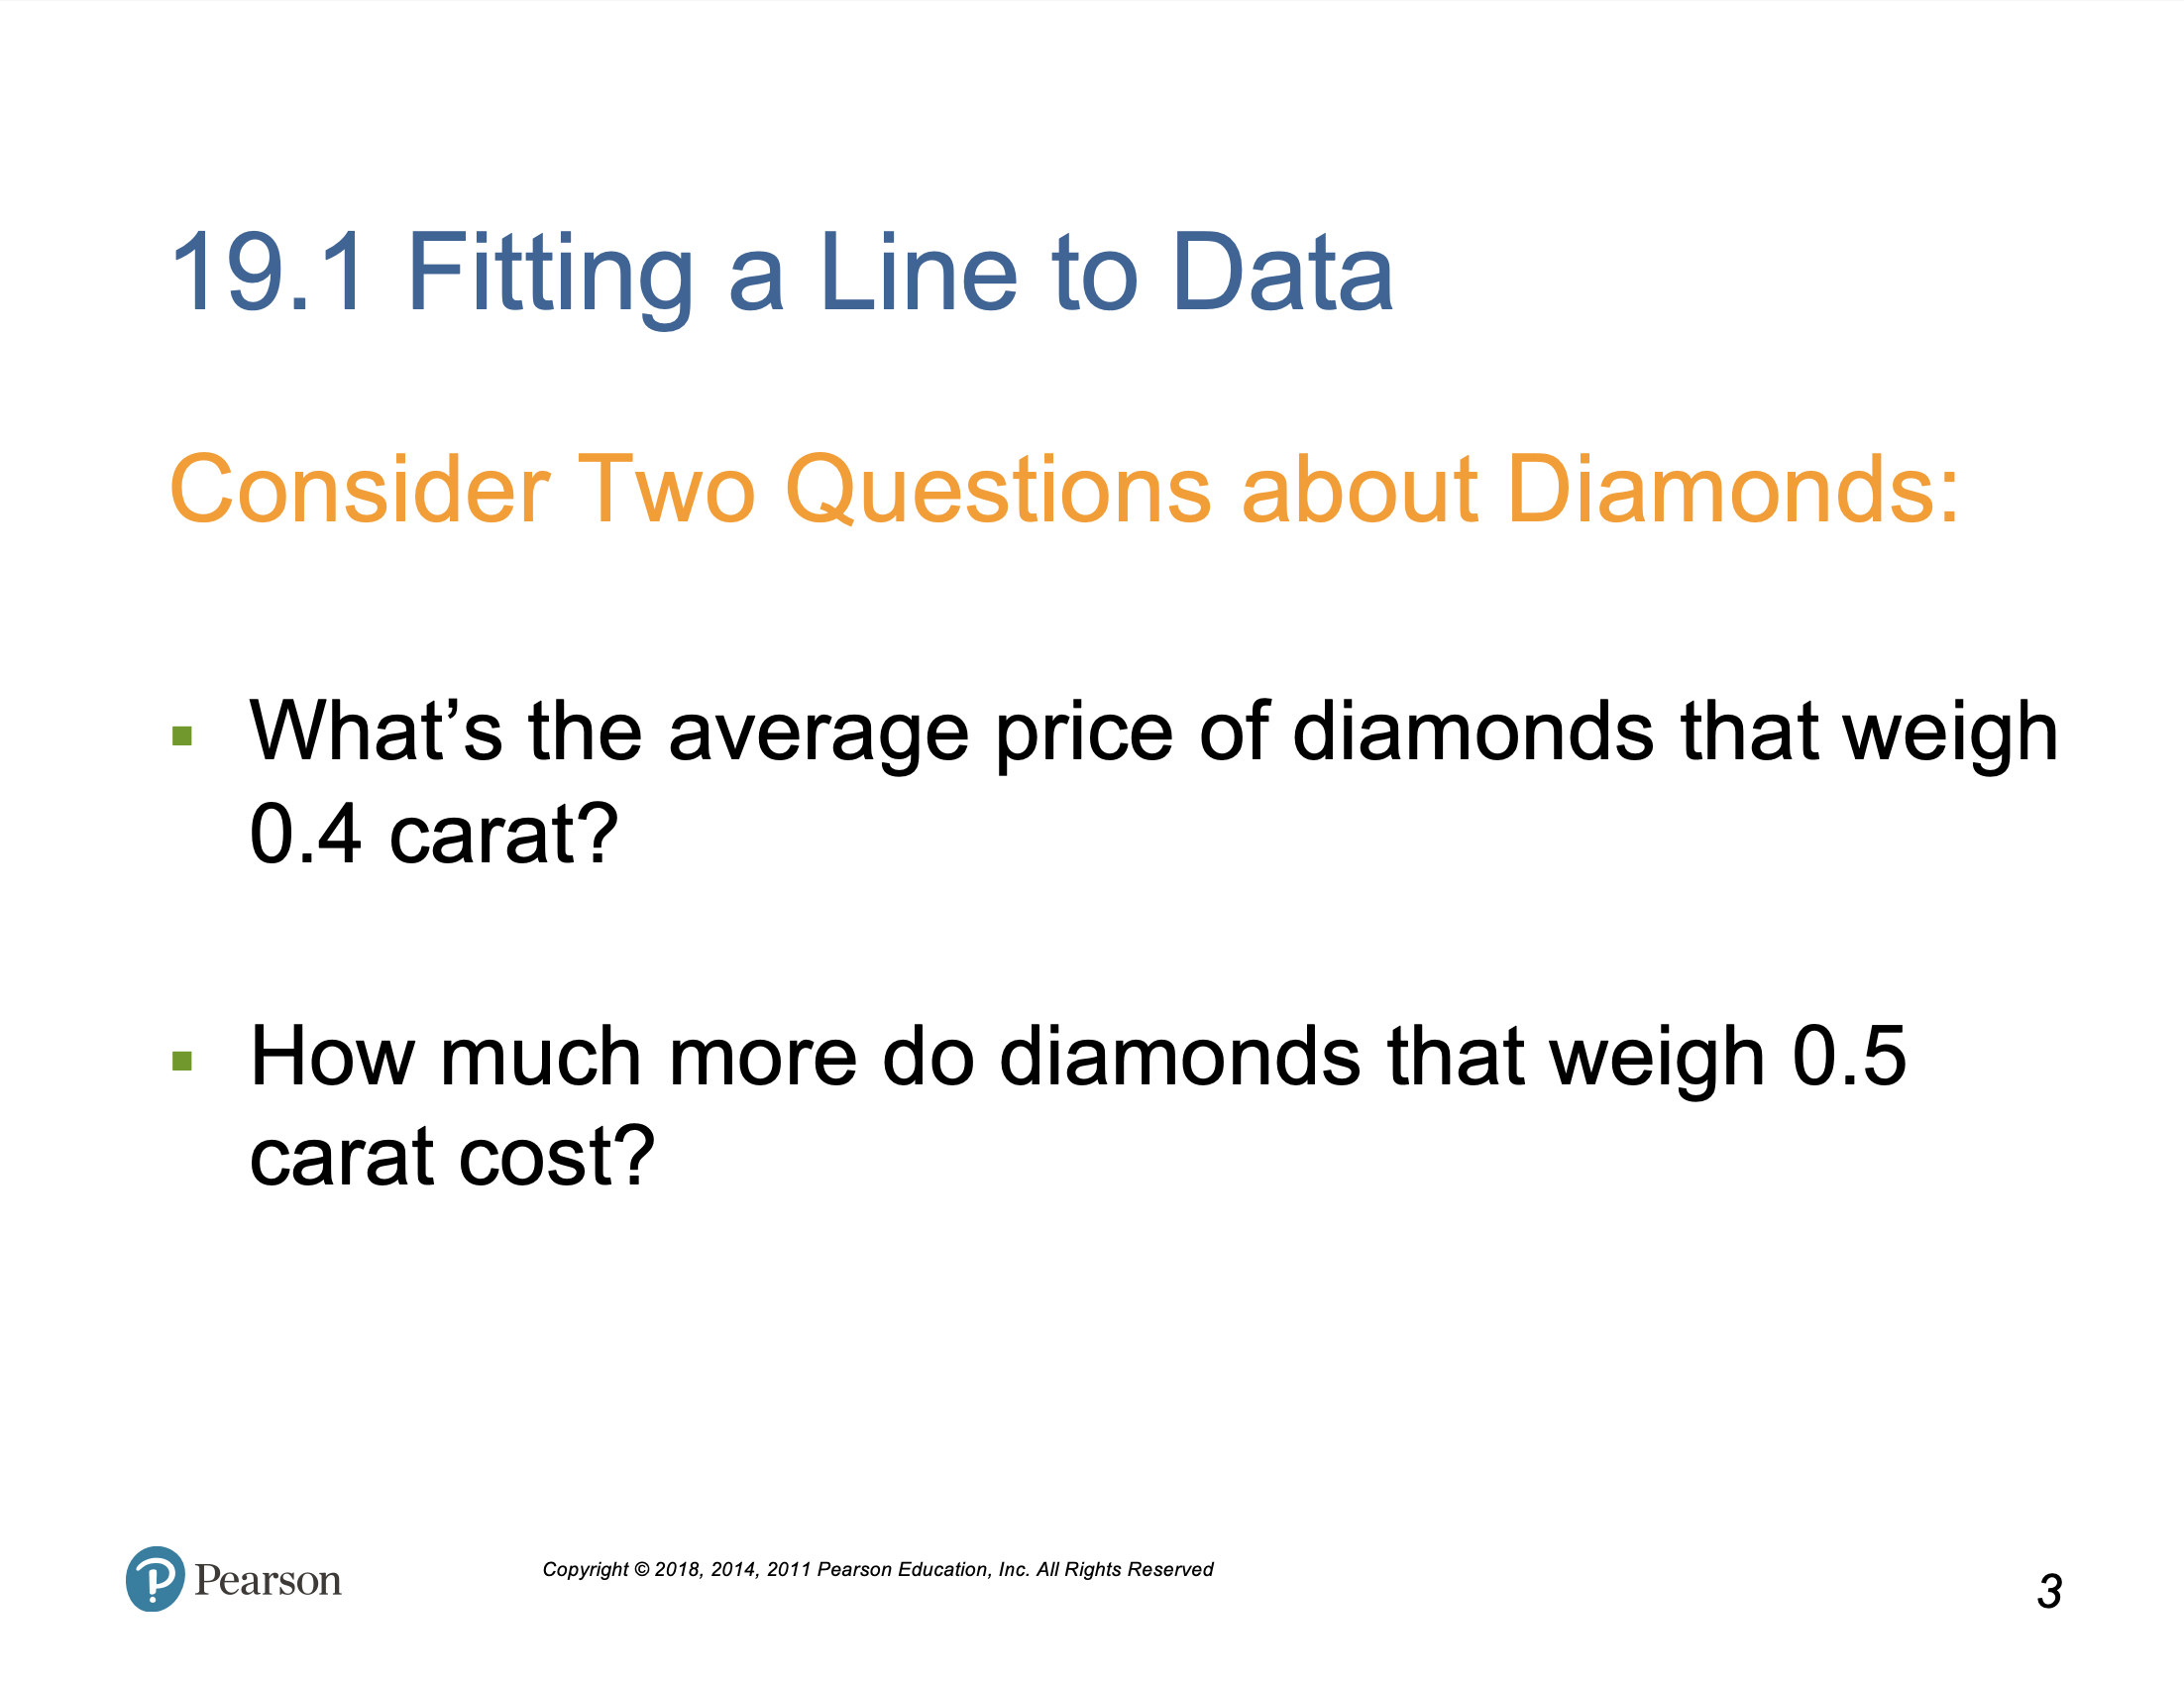 19.1 Fitting a Line to Data
Consider Two Questions about Diamonds:
▪ What’s the average price of diamonds that weigh
0.4 carat?
▪ How much more do diamonds that weigh 0.5
carat cost?
Pearson
Copyright © 2018, 2014, 2011 Pearson Education, Inc. All Rights Reserved
3